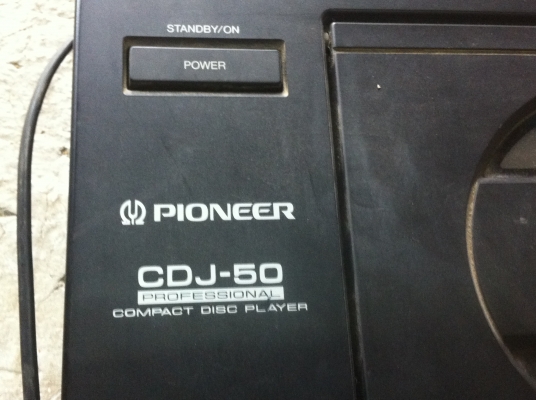 STANDBY/ON
POWER
PIONEER
CDJ-50
PROFESSIONAL
COMPACT DISC PLAYER